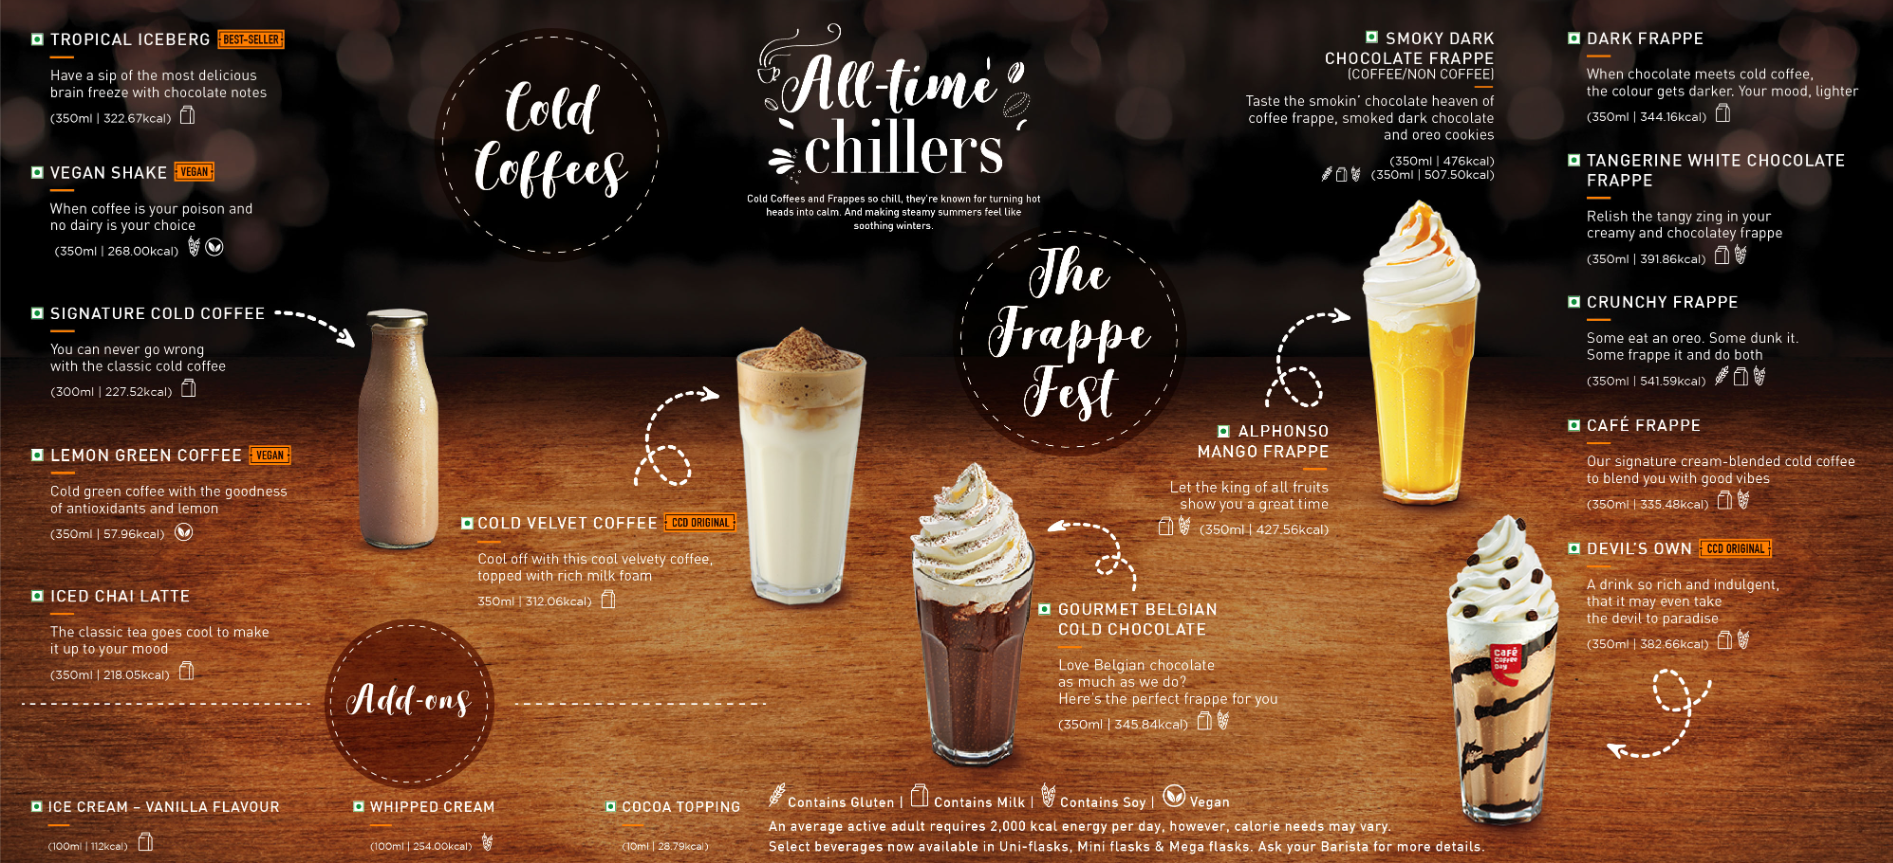 TROPICAL ICEBERG BEST-SELLER
Have a sip of the most delicious
brain freeze with chocolate notes
(350ml | 322.67kcal)
VEGAN SHAKE VEGAN
When coffee is your poison and
no dairy is your choice
(350ml | 268.00kcal)
SIGNATURE COLD COFFEE
You can never go wrong
with the classic cold coffee
(300ml | 227.52kcal)
LEMON GREEN COFFEE VEGAN
Cold green coffee with the goodness
of antioxidants and lemon
(350ml | 57.96kcal)
ICED CHAI LATTE
The classic tea goes cool to make
it up to your mood
(350ml | 218.05kcal)
Cold
Coffees
COLD VELVET COFFEE CCD ORIGINAL
Cool off with this cool velvety coffee,
topped with rich milk foam
350ml | 312.06kcal)
All-time
chillers
Cold Coffees and Frappes so chill, they're known for turning hot
heads into calm. And making steamy summers feel like
soothing winters.
The
Frappe
Fest
SMOKY DARK
CHOCOLATE FRAPPE
(COFFEE/NON COFFEE)
Taste the smokin' chocolate heaven of
coffee frappe, smoked dark chocolate
and oreo cookies
(350ml | 476kcal)
(350ml | 507.50kcal)
ALPHONSO
MANGO FRAPPE
Let the king of all fruits
show you a great time
(350ml | 427.56kcal)
GOURMET BELGIAN
COLD CHOCOLATE
Love Belgian chocolate
as much as we do?
Here's the perfect frappe for you
(350ml | 345.84kcal)
DARK FRAPPE
When chocolate meets cold coffee,
the colour gets darker. Your mood, lighter
(350ml | 344.16kcal)
TANGERINE WHITE CHOCOLATE
FRAPPE
Relish the tangy zing in your
creamy and chocolatey frappe
(350ml | 391.86kcal)
CRUNCHY FRAPPE
Some eat an oreo. Some dunk it.
Some frappe it and do both
(350ml | 541.59kcal)
CAFÉ FRAPPE
Our signature cream-blended cold coffee
to blend you with good vibes
(350ml | 335.48kcal)
DEVIL'S OWN CCD ORIGINAL
A drink so rich and indulgent,
that it may even take
the devil to paradise
(350ml | 382.66kcal)
Café
Coffee
Day
Add-ons
ICE CREAM – VANILLA FLAVOUR
(100ml | 112kcal)
WHIPPED CREAM
(100ml | 254.00kcal)
COCOA TOPPING
(10ml | 28.79kcal)
Contains Gluten | Contains Milk | Contains Soy | Vegan
An average active adult requires 2,000 kcal energy per day, however, calorie needs may vary.
Select beverages now available in Uni-flasks, Mini flasks & Mega flasks. Ask your Barista for more details.